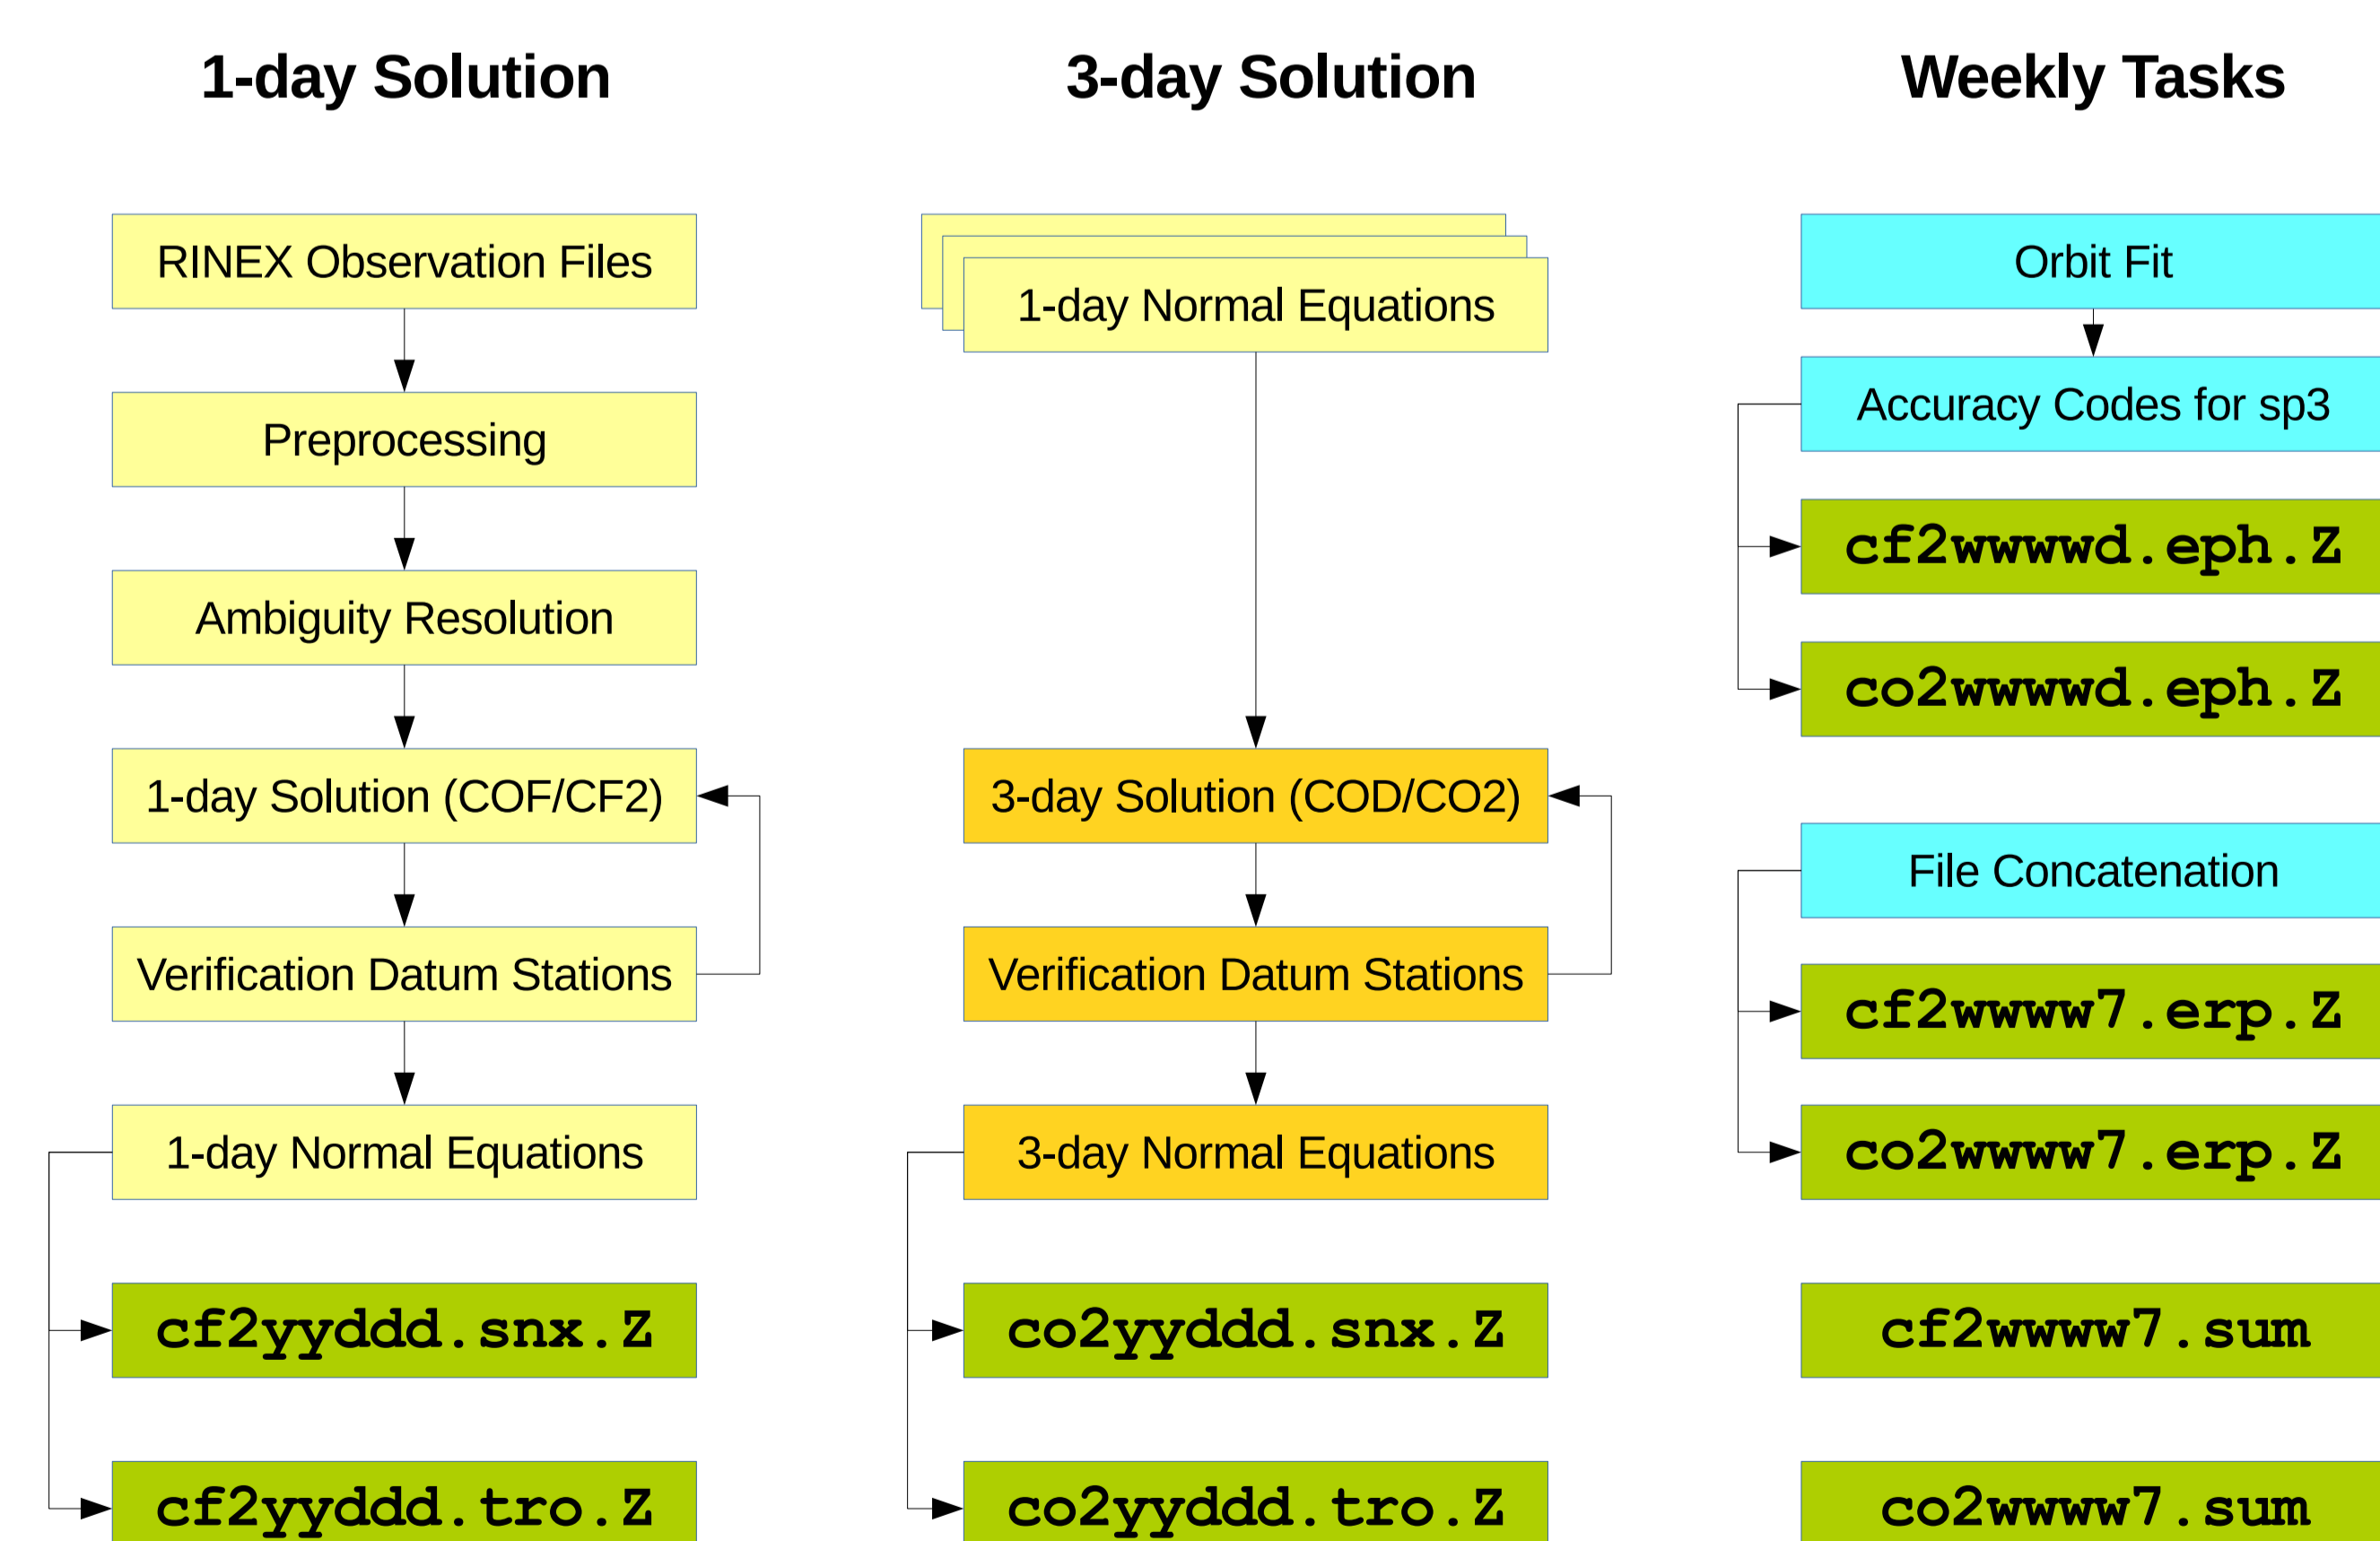 1-day Solution
RINEX Observation Files
Preprocessing
Ambiguity Resolution
1-day Solution (COF/CF2)
Verification Datum Stations
1-day Normal Equations
cf2yyddd.snx.Z
cf2yyddd.tro.Z
3-day Solution
1-day Normal Equations
3-day Solution (COD/CO2)
Verification Datum Stations
3-day Normal Equations
co2yyddd.snx.Z
co2yyddd.tro.Z
Weekly Tasks
Orbit Fit
Accuracy Codes for sp3
cf2wwwwd.eph.Z
co2wwwwd.eph.Z
File Concatenation
cf2wwww7.erp.Z
co2wwww7.erp.Z
cf2wwww7.sum
co2wwww7.sum